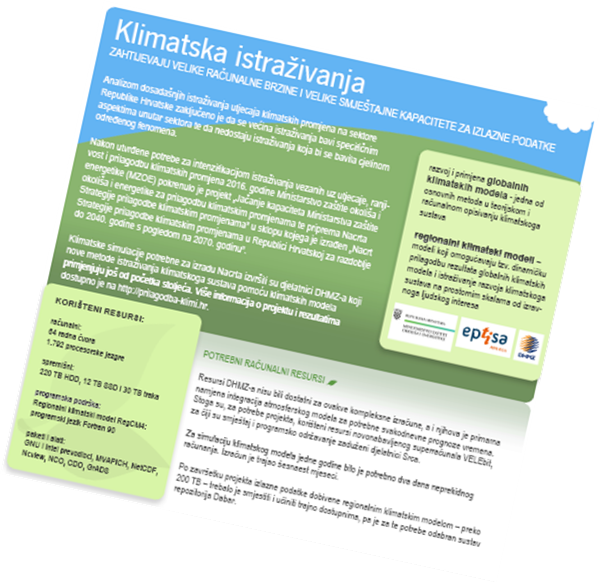 Klimatska istraživanja
ZAHTIJEVAJU VELIKE RAČUNALNE BRZINE I VELIKE SMJEŠTAJNE KAPACITETE ZA IZLAZNE PODATKE
Analizom dosadašnjih istraživanja utjecaja klimatskih promjena na sektore
Republike Hrvatske zaključeno je da se većina istraživanja bavi specifičnim
aspektima unutar sektora te da nedostaju istraživanja koja bi se bavila cjelinom
određenog fenomena.
Nakon utvrđene potrebe za intenzifikacijom istraživanja vezanih uz utjecaje, ranji-
vost i prilagodbu klimatskih promjena 2016. godine Ministarstvo zaštite okoliša i
energetike (MZOE) pokrenulo je projekt „Jačanje kapaciteta Ministarstva zaštite
okoliša i energetike za prilagodbu klimatskim promjenama te priprema Nacrta
Strategije prilagodbe klimatskim promjenama“ u sklopu kojega je izrađen „Nacrt
Strategije prilagodbe klimatskim promjenama u Republici Hrvatskoj za razdoblje
do 2040. godine s pogledom na 2070. godinu“.
Klimatske simulacije potrebne za izradu Nacrta izvršili su djelatnici DHMZ-a koji
nove metode istraživanja klimatskoga sustava pomoću klimatskih modela
primjenjuju još od početka stoljeća. Više informacija o projektu i rezultatima
dostupno je na http://prilagodba-klimi.hr.
razvoj i primjena globalnih
klimatskih modela - jedna od
osnovnih metoda u teorijskom i
računalnom opisivanju klimatskoga
sustava
regionalni klimatski modeli –
modeli koji omogućavaju tzv. dinamičku
prilagodbu rezultata globalnih klimatskih
modela i istraživanje razvoja klimatskoga
sustava na prostornim skalama od izrav-
noga ljudskog interesa
eptisa
DHMZ
KORIŠTENI RESURSI:
računalni:
64 radna čvora
1.792 procesorske jezgre
spremišni:
220 TB HDD, 12 TB SSD i 30 TB traka
programska podrška:
Regionalni klimatski model RegCM4;
programski jezik Fortran 90
paketi i alati:
GNU i Intel prevodioci, MVAPICH, NetCDF,
Ncview, NCO, CDO, GrADS
POTREBNI RAČUNALNI RESURSI
Resursi DHMZ-a nisu bili dostatni za ovakve kompleksne izračune, a i njihova je primarna
namjena integracija atmosferskog modela za potrebe svakodnevne prognoze vremena.
Stoga su, za potrebe projekta, korišteni resursi novonabavljenog superračunala VELEbit,
za čiji su smještaj i programsko održavanje zaduženi djelatnici Srca.
Za simulaciju klimatskog modela jedne godine bilo je potrebno dva dana neprekidnog
računanja. Izračun je trajao šesnaest mjeseci.
Po završetku projekta izlazne podatke dobivene regionalnim klimatskim modelom – preko
200 TB – trebalo je smjestiti i učiniti trajno dostupnima, pa je za te potrebe odabran sustav
repozitorija Dabar.